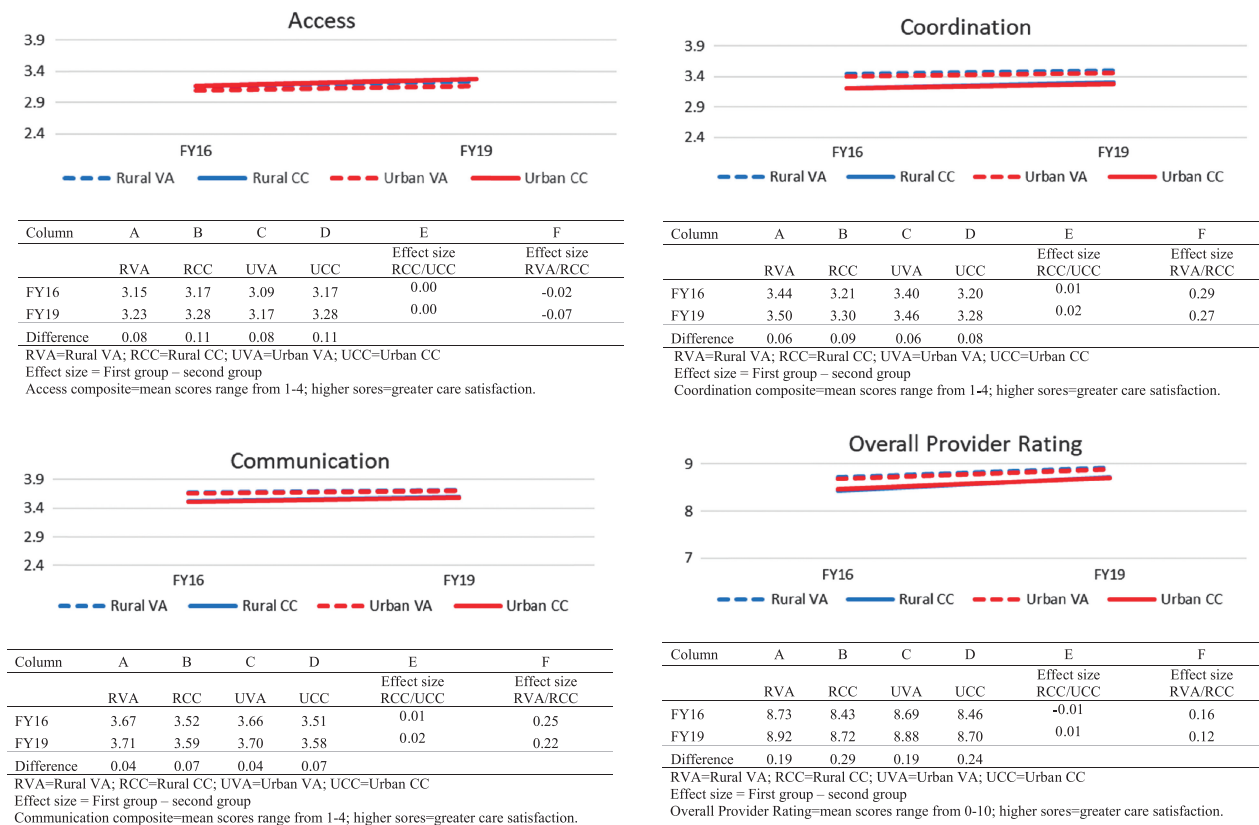 Access
3.9
3.4
2.9
2.4
FY16 FY19
Rural VA Rural CC Urban VA Urban CC
Column A B C D E F
RVA RCC UVA UCC Effect size RCC/UCC Effect size RVA/RCC
FY16 3.15 3.17 3.09 3.17 0.00 -0.02
FY19 3.23 3.28 3.17 3.28 0.00 -0.07
Difference 0.08 0.11 0.08 0.11
RVA=Rural VA; RCC=Rural CC; UVA=Urban VA; UCC=Urban CC
Effect size = First group – second group
Access composite=mean scores range from 1-4; higher sores=greater care satisfaction.
Coordination
3.9
3.4
2.9
2.4
FY16 FY19
Rural VA Rural CC Urban VA Urban CC
Column A B C D E F
RVA RCC UVA UCC Effect size RCC/UCC Effect size RVA/RCC
FY16 3.44 3.21 3.40 3.20 0.01 0.29
FY19 3.50 3.30 3.46 3.28 0.02 0.27
Difference 0.06 0.09 0.06 0.08
RVA=Rural VA; RCC=Rural CC; UVA=Urban VA; UCC=Urban CC
Effect size = First group – second group
Coordination composite=mean scores range from 1-4; higher sores=greater care satisfaction.
Communication
3.9
3.4
2.9
2.4
FY16 FY19
Rural VA Rural CC Urban VA Urban CC
Column A B C D E F
RVA RCC UVA UCC Effect size RCC/UCC Effect size RVA/RCC
FY16 3.67 3.52 3.66 3.51 0.01 0.25
FY19 3.71 3.59 3.70 3.58 0.02 0.22
Difference 0.04 0.07 0.04 0.07
RVA=Rural VA; RCC=Rural CC; UVA=Urban VA; UCC=Urban CC
Effect size = First group – second group
Communication composite=mean scores range from 1-4; higher sores=greater care satisfaction.
Overall Provider Rating
9
8
7
FY16 FY19
Rural VA Rural CC Urban VA Urban CC
Column A B C D E F
RVA RCC UVA UCC Effect size RCC/UCC Effect size RVA/RCC
FY16 8.73 8.43 8.69 8.46 -0.01 0.16
FY19 8.92 8.72 8.88 8.70 0.01 0.12
Difference 0.19 0.29 0.19 0.24
RVA=Rural VA; RCC=Rural CC; UVA=Urban VA; UCC=Urban CC
Effect size = First group – second group
Overall Provider Rating=mean scores range from 0-10; higher sores=greater care satisfaction.